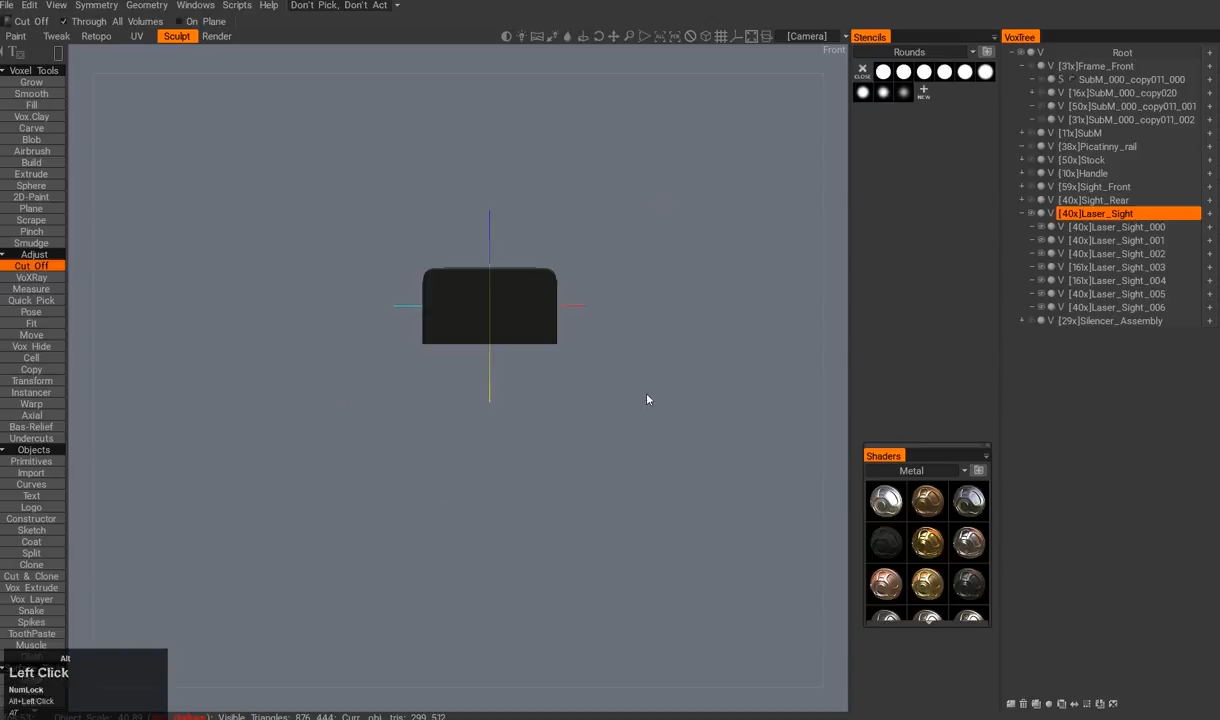 File Edit View Symmetry Geometry Windows Scripts Help Don't Pick, Don't Act
Cut Off Through All Volumes On Plane
Paint Tweak Retopo UV Sculpt Render [Camera]
Front
Voxel Tools
Grow
Smooth
Fill
Vox.Clay
Carve
Blob
Airbrush
Build
Extrude
Sphere
2D-Paint
Plane
Scrape
Pinch
Smudge
Adjust
Cut Off
VoXRay
Measure
Quick Pick
Pose
Fit
Move
Vox Hide
Cell
Copy
Transform
Instancer
Warp
Axial
Bas-Relief
Undercuts
Objects
Primitives
Import
Curves
Text
Logo
Constructor
Sketch
Coat
Split
Clone
Cut & Clone
Vox Extrude
Vox Layer
Snake
Spikes
ToothPaste
Muscle
Alt
Left Click
NumLock
Alt+Left Click
Visible Triangles: 876 444; Curr. obj. tris: 299 512
Stencils
Rounds
CLOSE
NEW
Shaders
Metal
VoxTree
V Root +
V [31x]Frame_Front +
S SubM_000_copy011_000 +
V [16x]SubM_000_copy020 +
V [50x]SubM_000_copy011_001 +
V [31x]SubM_000_copy011_002 +
V [11x]SubM +
V [38x]Picatinny_rail +
V [50x]Stock +
V [10x]Handle +
V [59x]Sight_Front +
V [40x]Sight_Rear +
V [40x]Laser_Sight +
V [40x]Laser_Sight_000 +
V [40x]Laser_Sight_001 +
V [40x]Laser_Sight_002 +
V [161x]Laser_Sight_003 +
V [161x]Laser_Sight_004 +
V [40x]Laser_Sight_005 +
V [40x]Laser_Sight_006 +
V [29x]Silencer_Assembly +